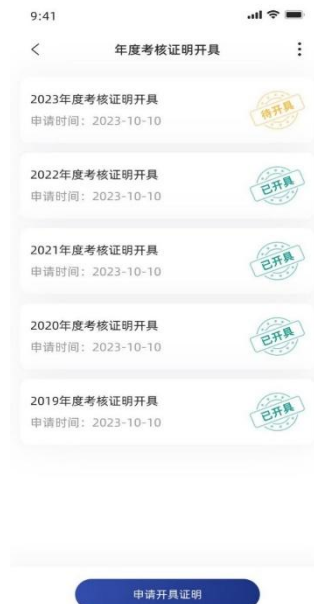 9:41
年度考核证明开具
2023年度考核证明开具
申请时间：2023-10-10
待开具
2022年度考核证明开具
申请时间：2023-10-10
已开具
2021年度考核证明开具
申请时间：2023-10-10
已开具
2020年度考核证明开具
申请时间：2023-10-10
已开具
2019年度考核证明开具
申请时间：2023-10-10
已开具
申请开具证明